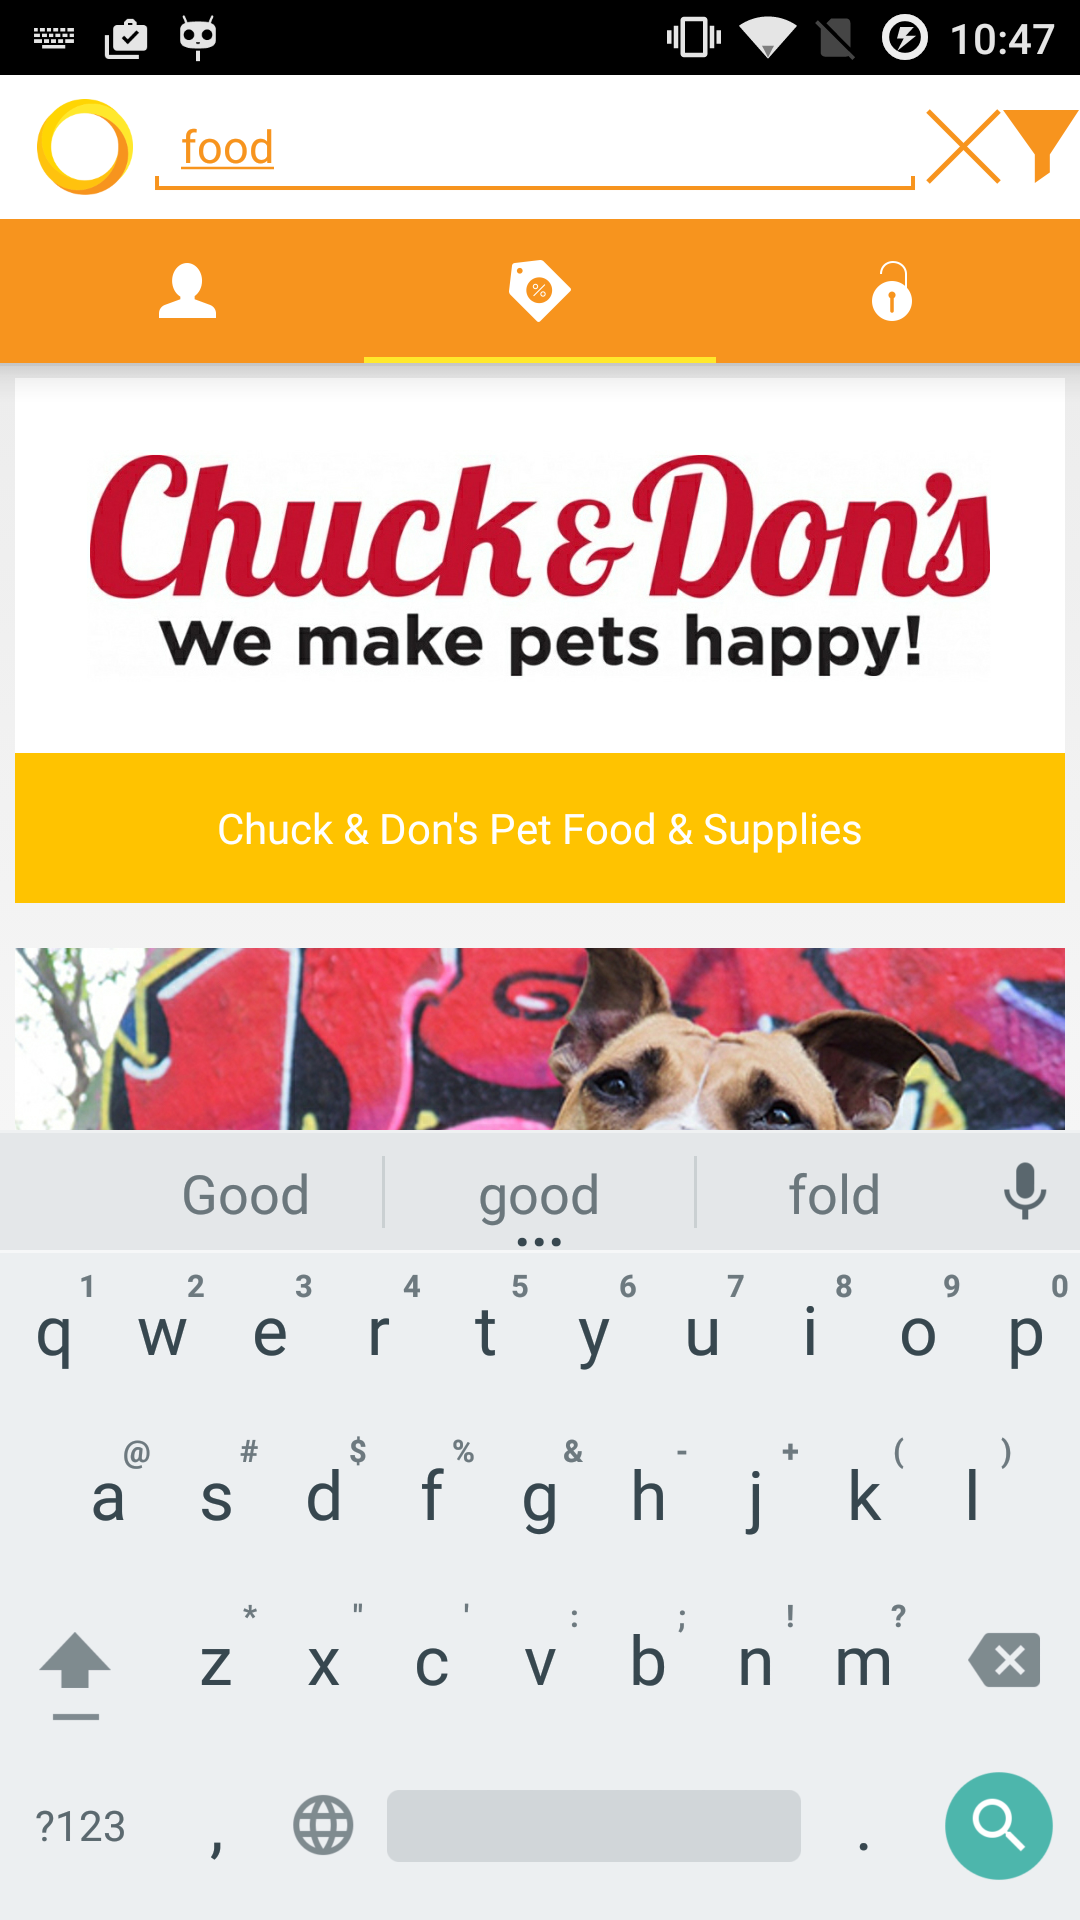 10:47
food
%
Chuck & Don's
We make pets happy!
Chuck & Don's Pet Food & Supplies
Good good fold
1 2 3 4 5 6 7 8 9 0
q w e r t y u i o p
@ # $ % & - + ( )
a s d f g h j k l
* " ' : ; ! ?
z x c v b n m
?123 , .